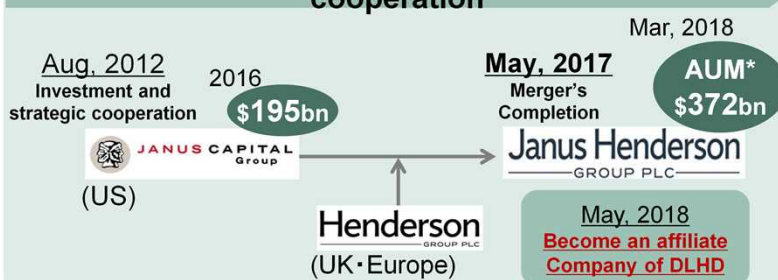 cooperation
Mar, 2018
Aug, 2012
Investment and
strategic cooperation
2016
$195bn
May, 2017
Merger's
Completion
AUM*
$372bn
JANUS CAPITAL
Group
(US)
Janus Henderson
GROUP PLC
Henderson
GROUP PLC
(UK･Europe)
May, 2018
Become an affiliate
Company of DLHD